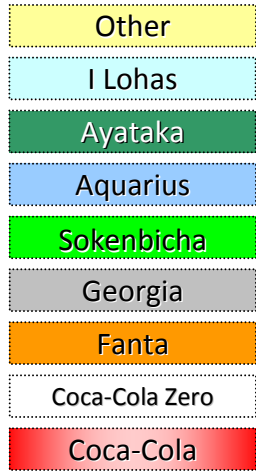 Other
I Lohas
Ayataka
Aquarius
Sokenbicha
Georgia
Fanta
Coca-Cola Zero
Coca-Cola